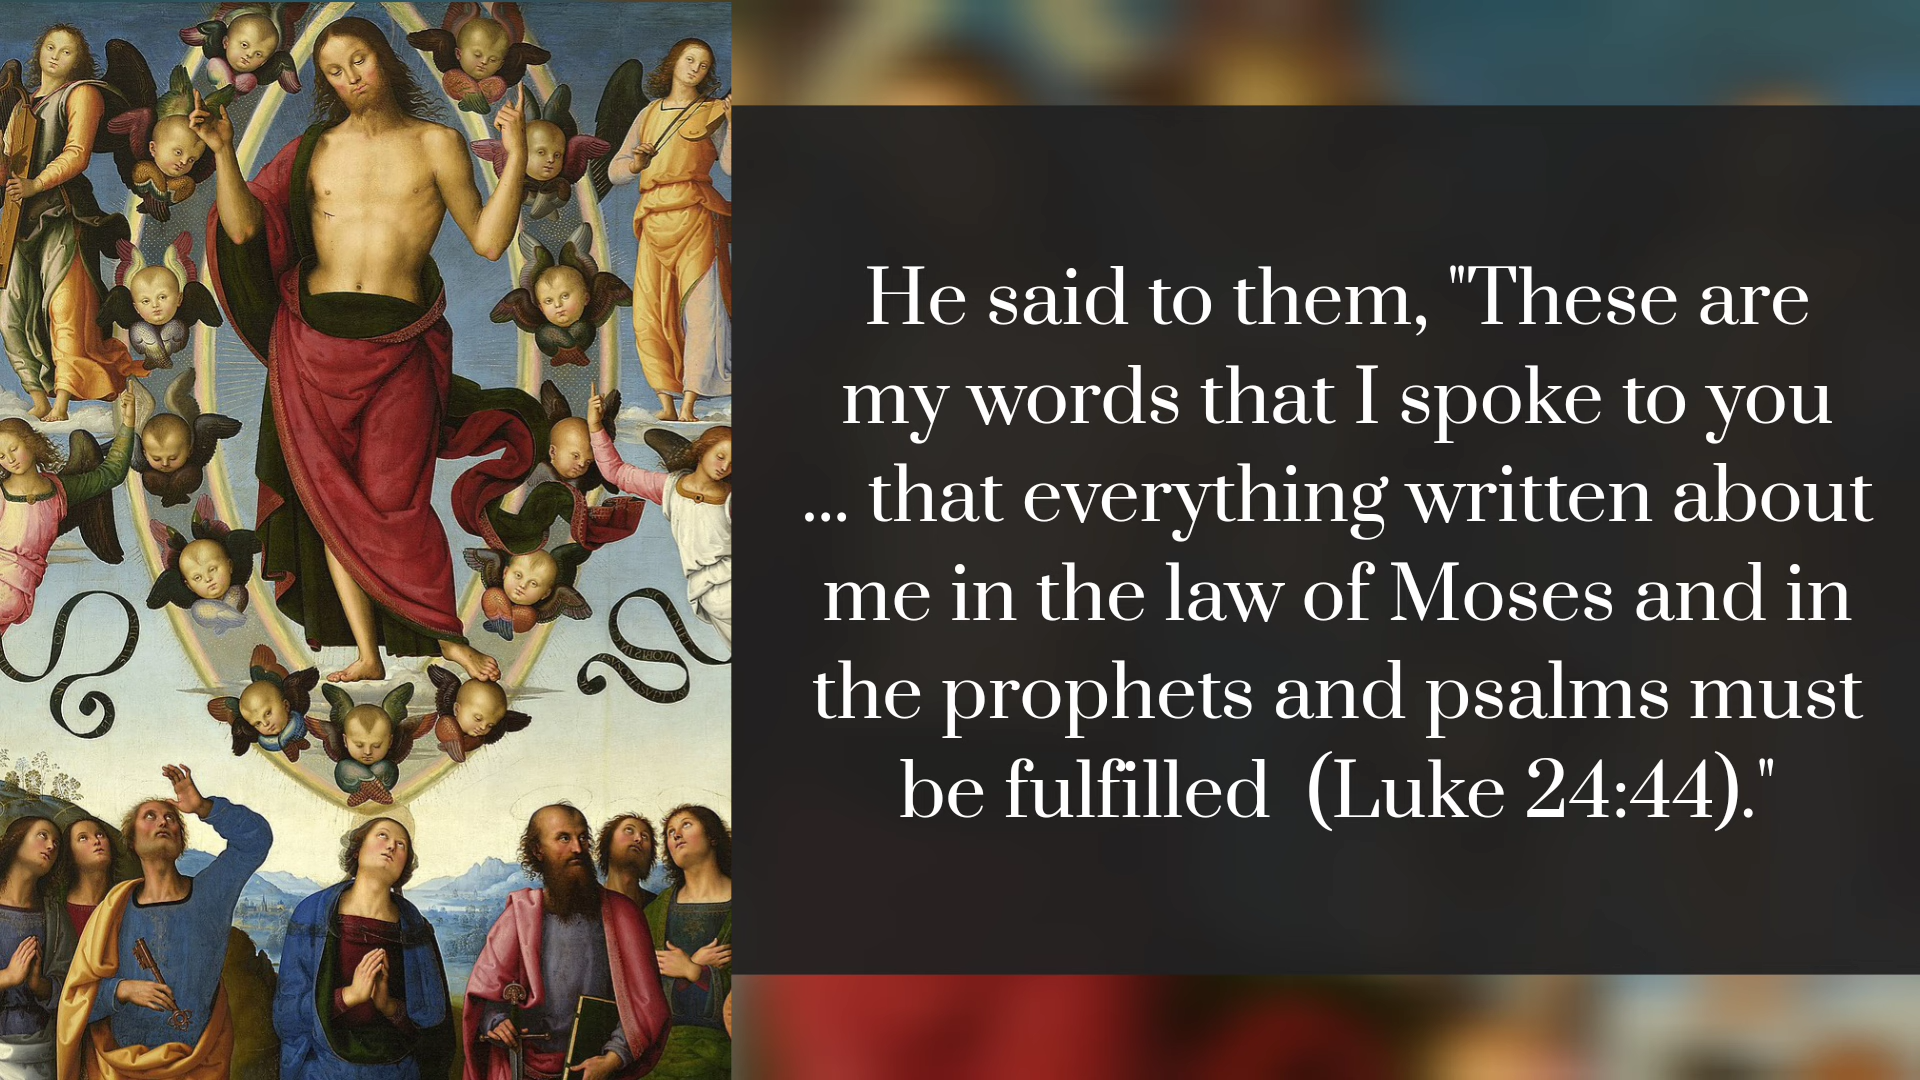 He said to them, "These are
my words that I spoke to you
... that everything written about
me in the law of Moses and in
the prophets and psalms must
be fulfilled  (Luke 24:44)."